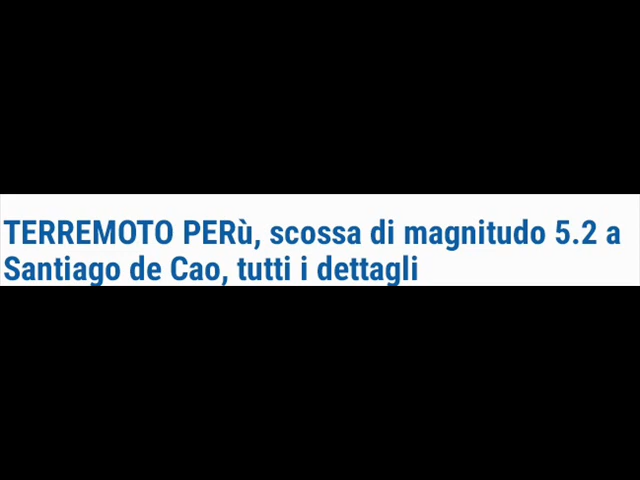 TERREMOTO PERù, scossa di magnitudo 5.2 a
Santiago de Cao, tutti i dettagli